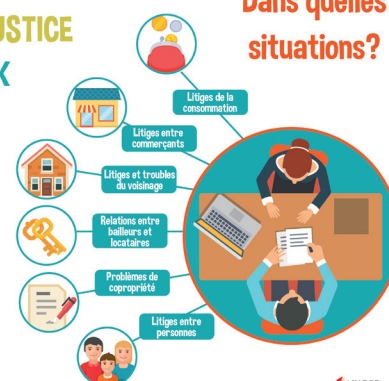 USTICE
Dans quelles
situations?
Litiges de la
consommation
Litiges entre
commerçants
Litiges et troubles
du voisinage
Relations entre
bailleurs et
locataires
Problèmes de
copropriété
Litiges entre
personnes